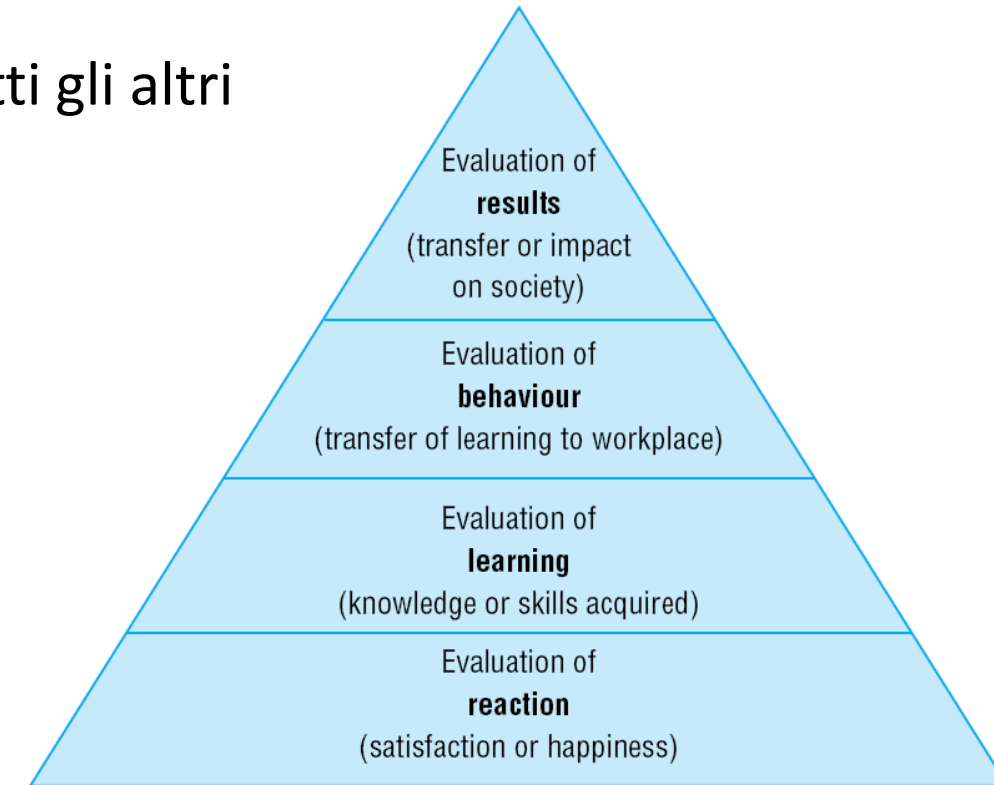 tti gli altri
Evaluation of
results
(transfer or impact
on society)
Evaluation of
behaviour
(transfer of learning to workplace)
Evaluation of
learning
(knowledge or skills acquired)
Evaluation of
reaction
(satisfaction or happiness)